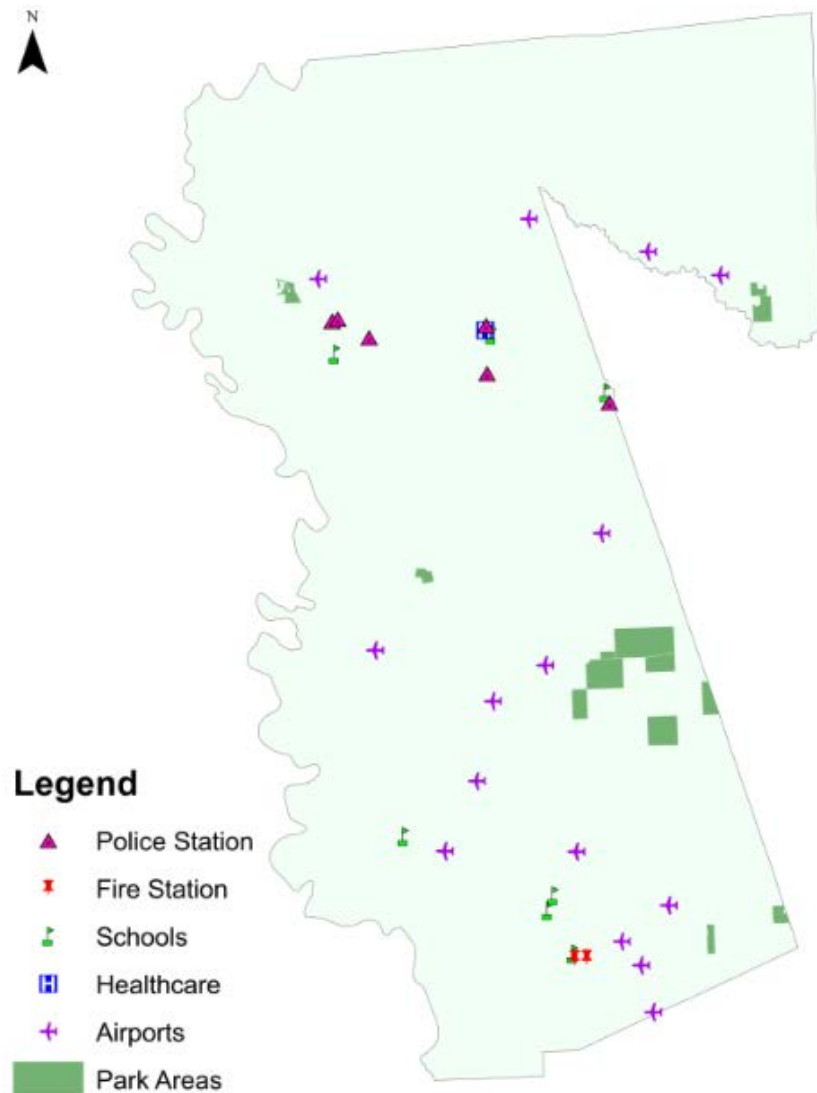 N
Legend
Police Station
Fire Station
Schools
H Healthcare
Airports
Park Areas